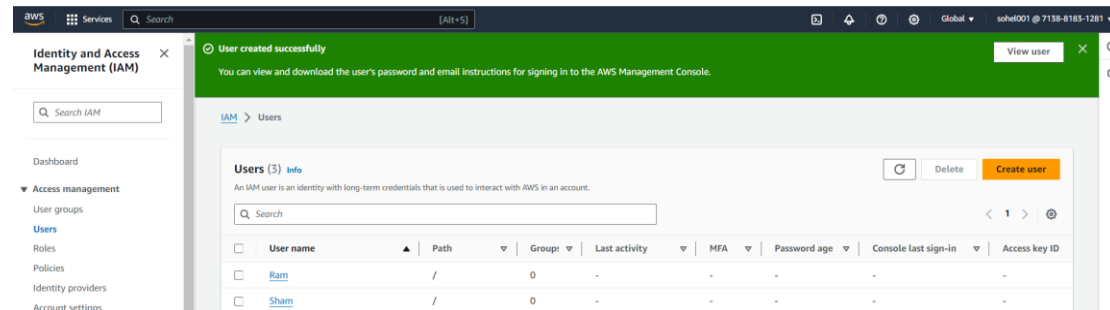 aws Services Search [Alt+S] Global sohel001 @ 7138-8183-1281
Identity and Access
Management (IAM)
Search IAM
Dashboard
Access management
User groups
Users
Roles
Policies
Identity providers
Account settings
User created successfully
You can view and download the user's password and email instructions for signing in to the AWS Management Console.
View user
IAM > Users
Users (3) Info
An IAM user is an identity with long-term credentials that is used to interact with AWS in an account.
Delete Create user
Search
1
User name Path Groups Last activity MFA Password age Console last sign-in Access key ID
Ram / 0 - - - - -
Sham / 0 - - - - -